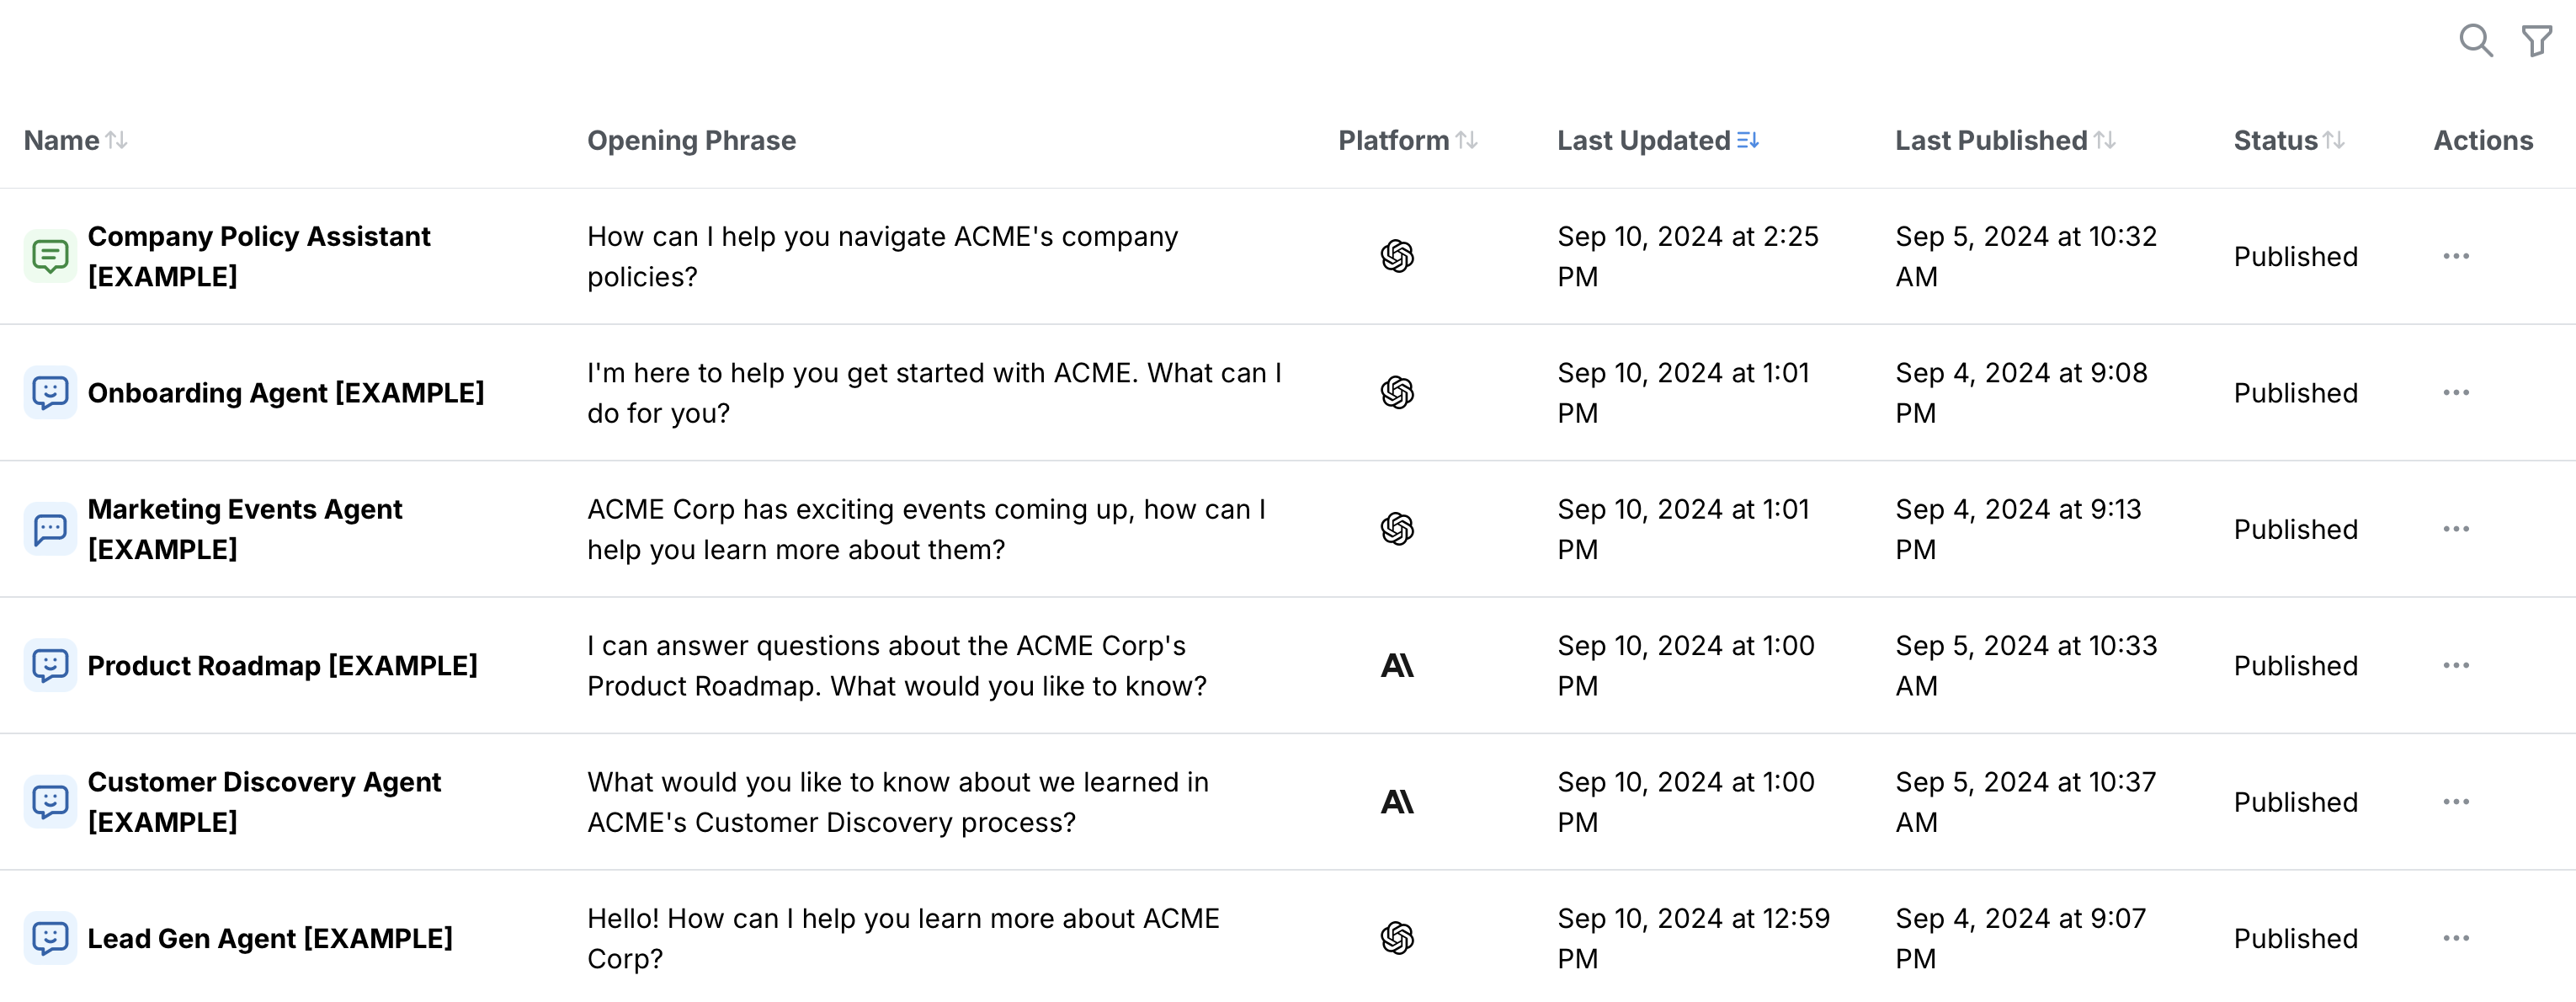 Name Opening Phrase Platform Last Updated Last Published Status Actions
Company Policy Assistant
[EXAMPLE]
How can I help you navigate ACME's company
policies?
Sep 10, 2024 at 2:25
PM
Sep 5, 2024 at 10:32
AM
Published
Onboarding Agent [EXAMPLE]
I'm here to help you get started with ACME. What can I
do for you?
Sep 10, 2024 at 1:01
PM
Sep 4, 2024 at 9:08
PM
Published
Marketing Events Agent
[EXAMPLE]
ACME Corp has exciting events coming up, how can I
help you learn more about them?
Sep 10, 2024 at 1:01
PM
Sep 4, 2024 at 9:13
PM
Published
Product Roadmap [EXAMPLE]
I can answer questions about the ACME Corp's
Product Roadmap. What would you like to know?
Sep 10, 2024 at 1:00
PM
Sep 5, 2024 at 10:33
AM
Published
Customer Discovery Agent
[EXAMPLE]
What would you like to know about we learned in
ACME's Customer Discovery process?
Sep 10, 2024 at 1:00
PM
Sep 5, 2024 at 10:37
AM
Published
Lead Gen Agent [EXAMPLE]
Hello! How can I help you learn more about ACME
Corp?
Sep 10, 2024 at 12:59
PM
Sep 4, 2024 at 9:07
PM
Published